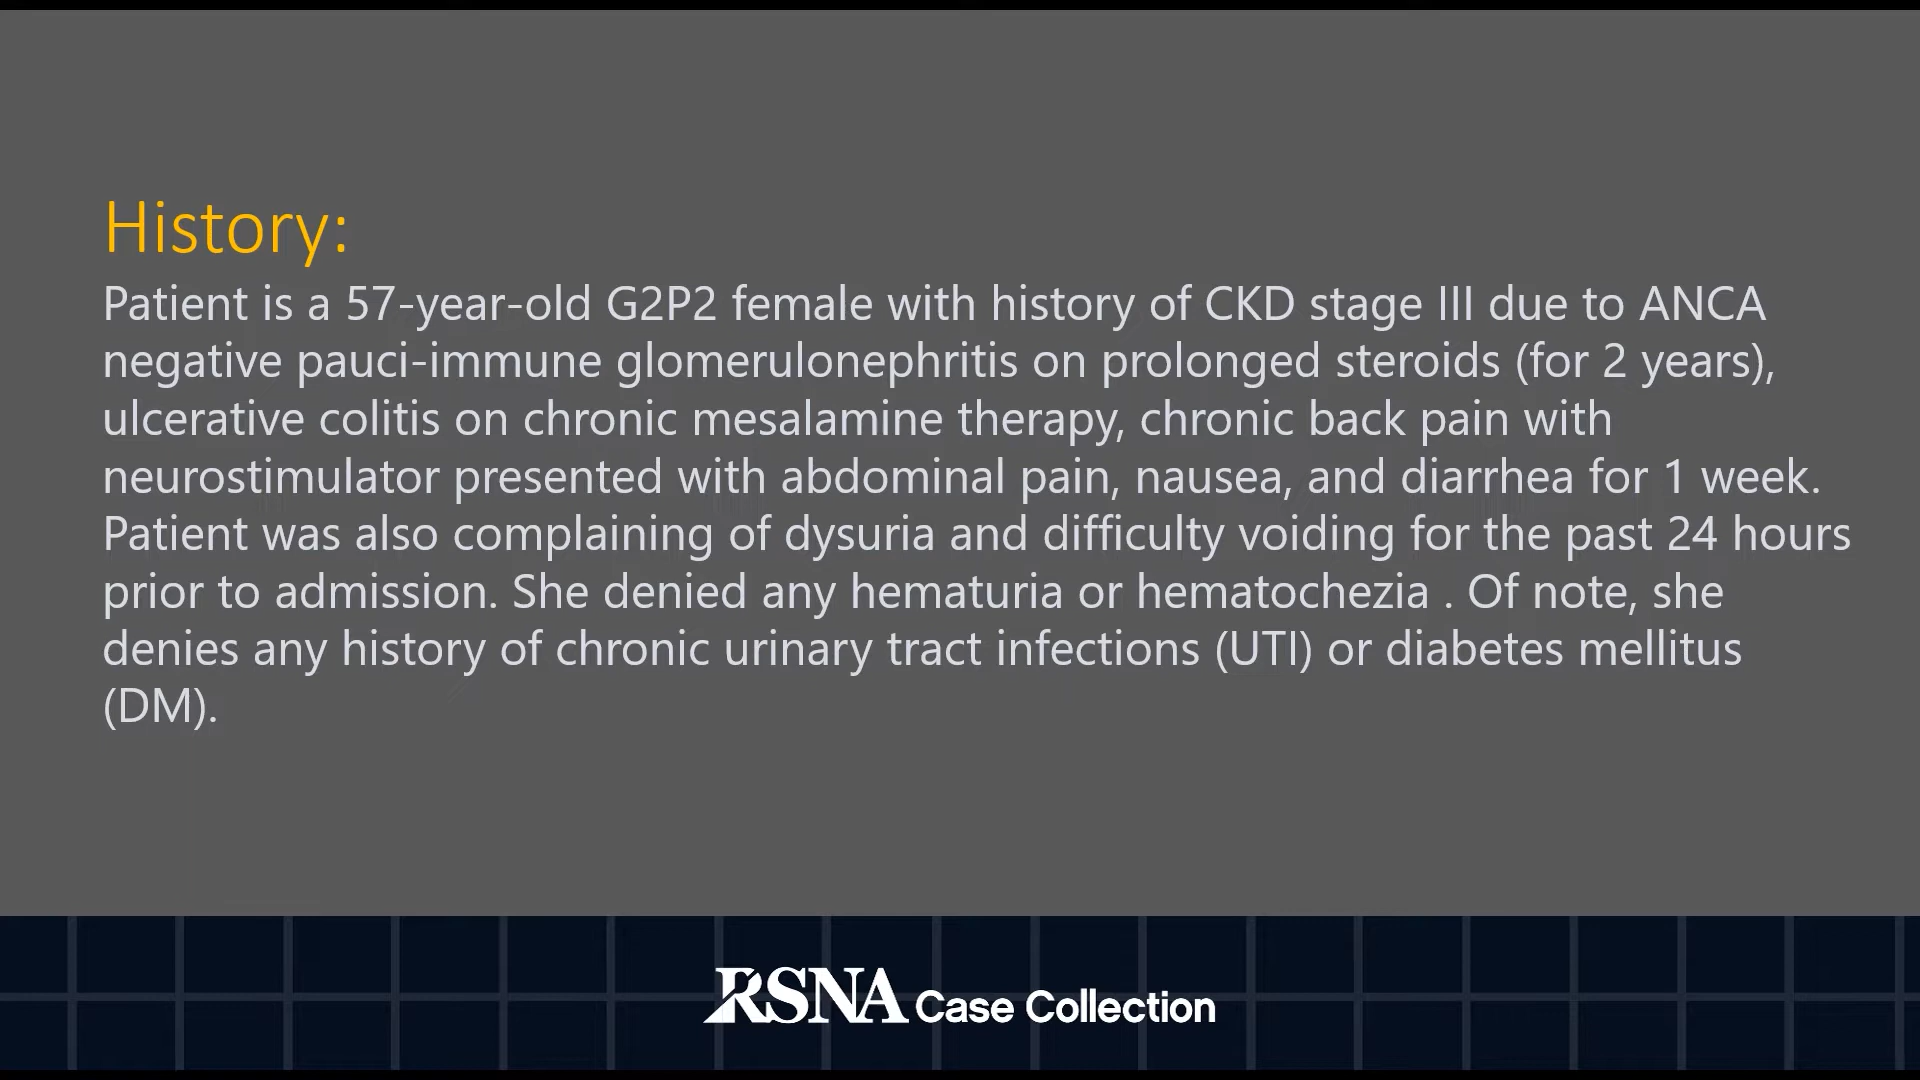 History:
Patient is a 57-year-old G2P2 female with history of CKD stage III due to ANCA
negative pauci-immune glomerulonephritis on prolonged steroids (for 2 years),
ulcerative colitis on chronic mesalamine therapy, chronic back pain with
neurostimulator presented with abdominal pain, nausea, and diarrhea for 1 week.
Patient was also complaining of dysuria and difficulty voiding for the past 24 hours
prior to admission. She denied any hematuria or hematochezia . Of note, she
denies any history of chronic urinary tract infections (UTI) or diabetes mellitus
(DM).
RSNA Case Collection